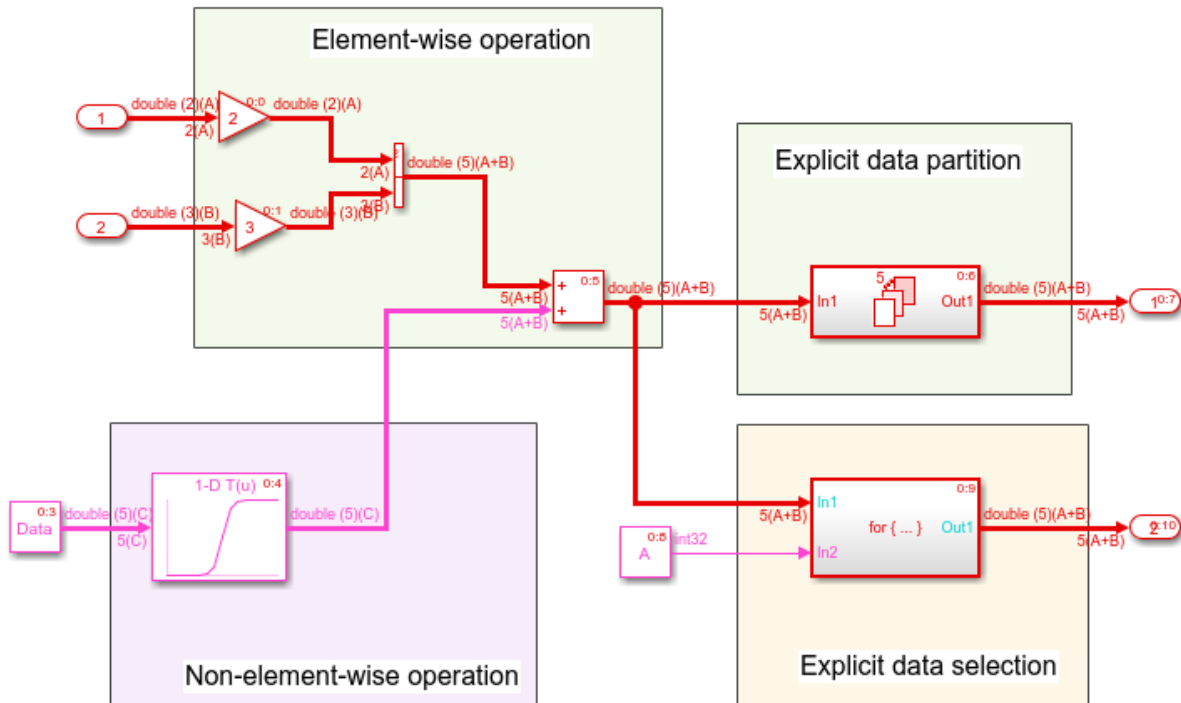 Element-wise operation
double (2)(A)
0:0
double (2)(A)
1
2(A)
2
2
double (5)(A+B)
2(A)
double (3)(B)
0:1
double (3)(B)
3(B)
2
3(B)
3
Explicit data partition
0:5
double (5)(A+B)
+
5(A+B)
+
5(A+B)
5
0:6
double (5)(A+B)
In1
Out1
1
0:7
5(A+B)
5(A+B)
1-D T(u)
0:4
0:3
double (5)(C)
double (5)(C)
Data
5(C)
0:9
In1
5(A+B)
for { ... }
Out1
double (5)(A+B)
2
0:10
5(A+B)
0:8
int32
A
In2
Non-element-wise operation
Explicit data selection